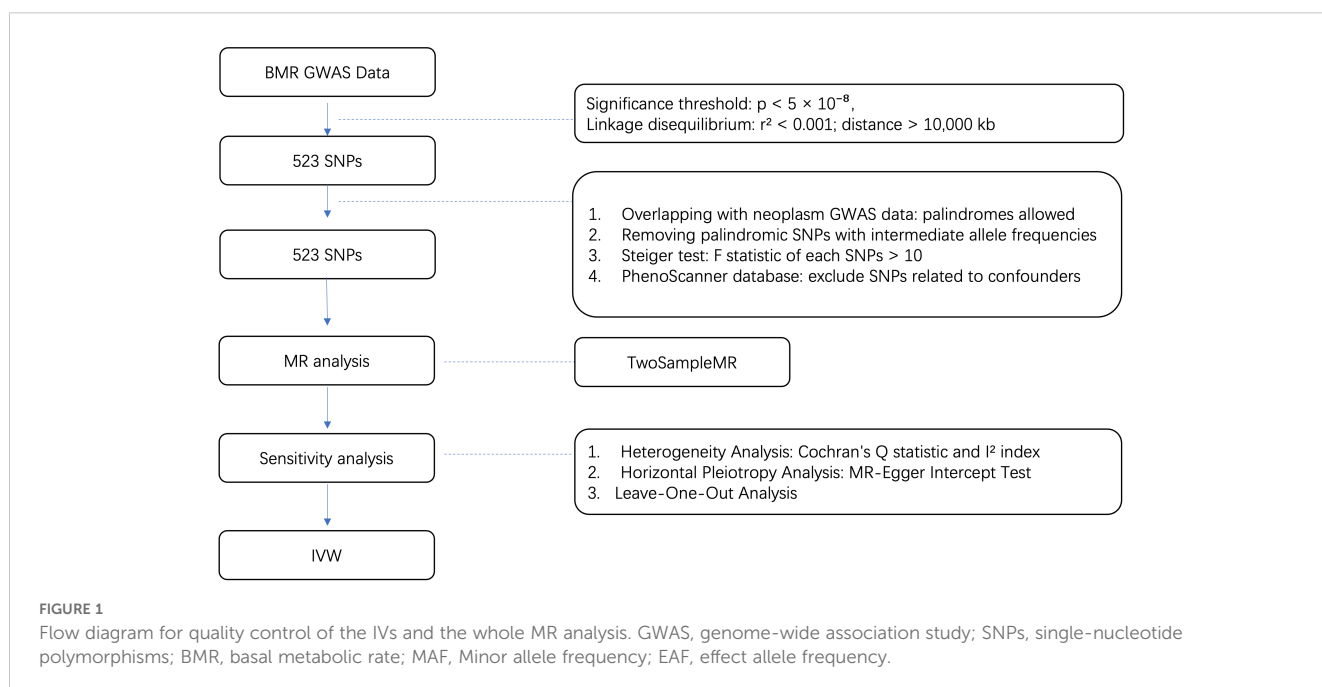 BMR GWAS Data
Significance threshold: p < 5 × 10⁻⁸,
Linkage disequilibrium: r² < 0.001; distance > 10,000 kb
523 SNPs
1. Overlapping with neoplasm GWAS data: palindromes allowed
2. Removing palindromic SNPs with intermediate allele frequencies
3. Steiger test: F statistic of each SNPs > 10
4. PhenoScanner database: exclude SNPs related to confounders
523 SNPs
MR analysis
TwoSampleMR
Sensitivity analysis
1. Heterogeneity Analysis: Cochran's Q statistic and I² index
2. Horizontal Pleiotropy Analysis: MR-Egger Intercept Test
3. Leave-One-Out Analysis
IVW
FIGURE 1
Flow diagram for quality control of the IVs and the whole MR analysis. GWAS, genome-wide association study; SNPs, single-nucleotide
polymorphisms; BMR, basal metabolic rate; MAF, Minor allele frequency; EAF, effect allele frequency.